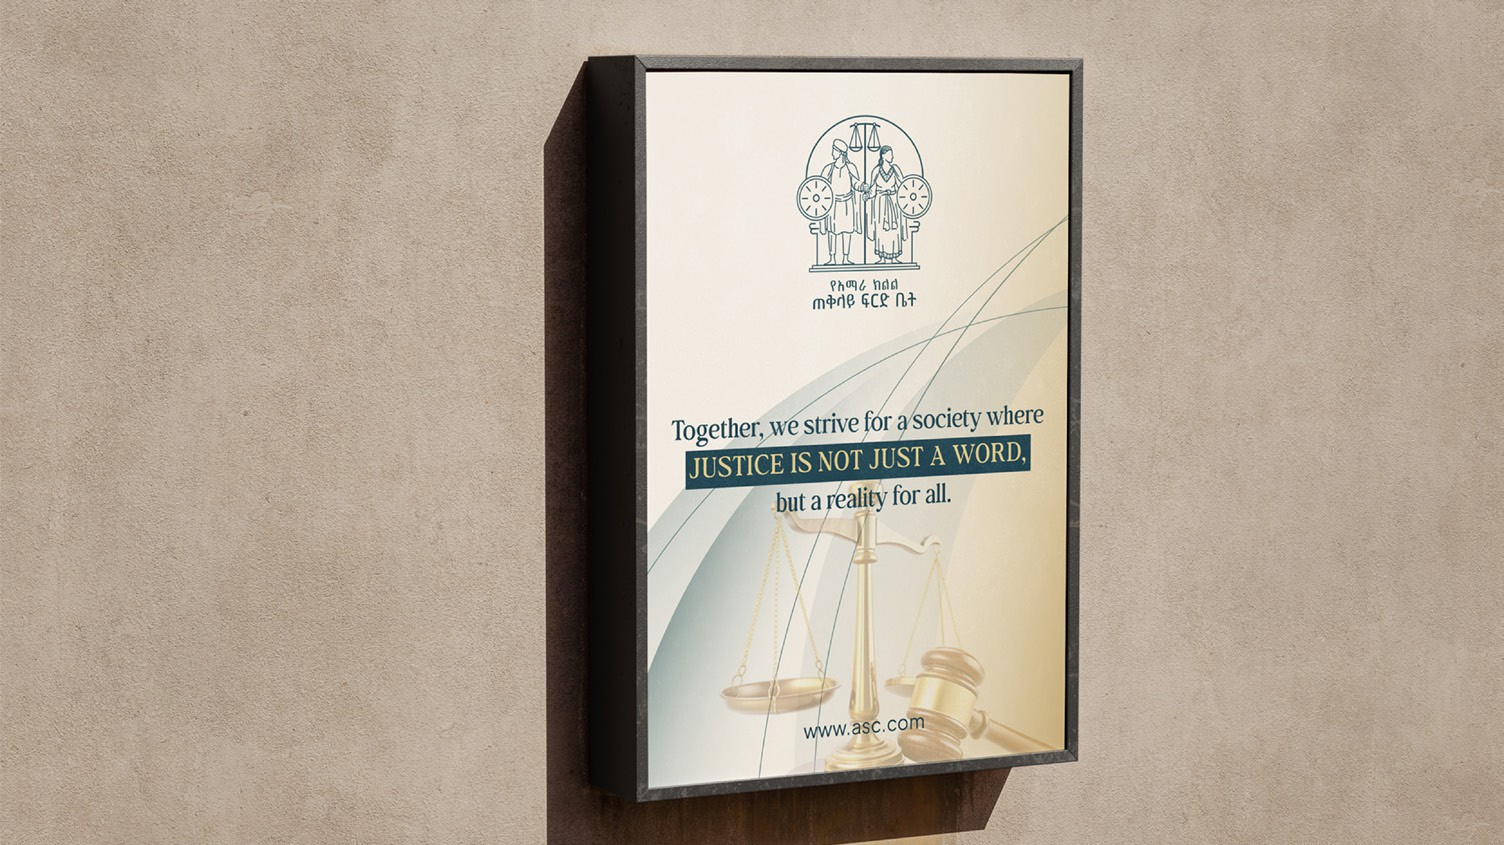 የአማራ ክልል
ጠቅላይ ፍርድ ቤት
Together, we strive for a society where
JUSTICE IS NOT JUST A WORD,
but a reality for all.
www.asc.com